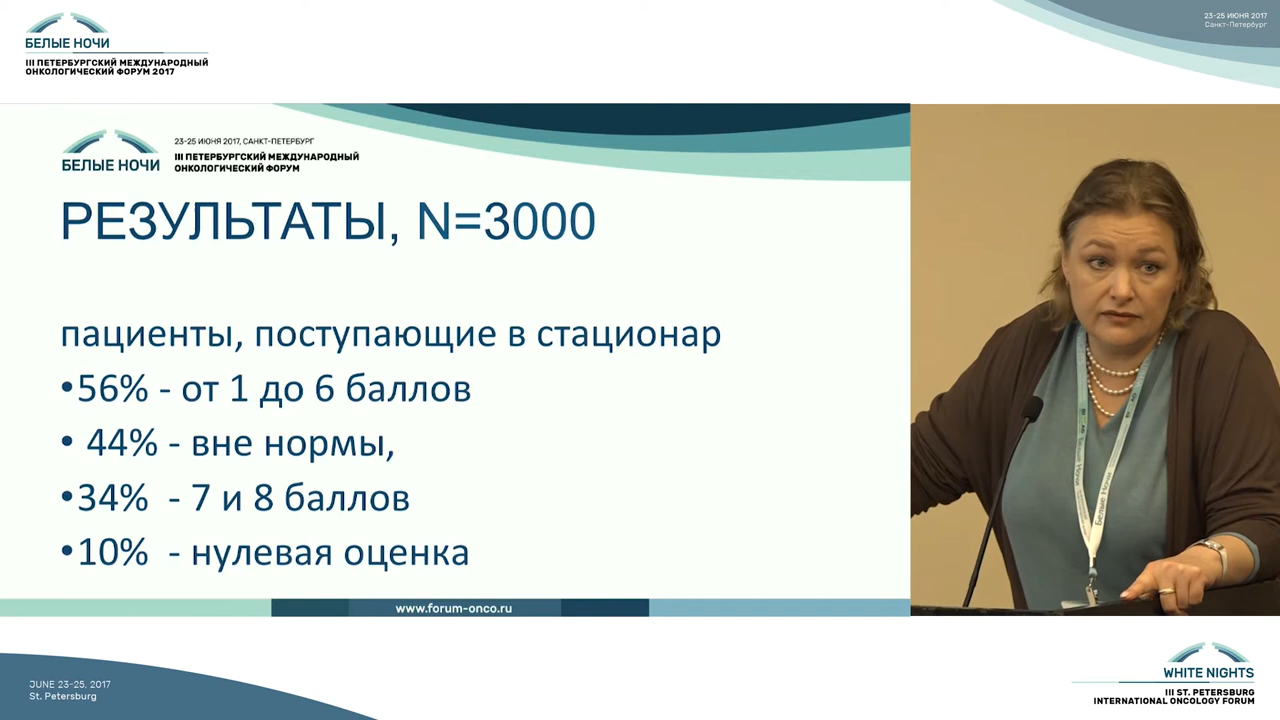 БЕЛЫЕ НОЧИ
III ПЕТЕРБУРГСКИЙ МЕЖДУНАРОДНЫЙ
ОНКОЛОГИЧЕСКИЙ ФОРУМ 2017
23-25 ИЮНЯ 2017
Санкт-Петербург
БЕЛЫЕ НОЧИ
23-25 ИЮНЯ 2017, САНКТ-ПЕТЕРБУРГ
III ПЕТЕРБУРГСКИЙ МЕЖДУНАРОДНЫЙ
ОНКОЛОГИЧЕСКИЙ ФОРУМ
РЕЗУЛЬТАТЫ, N=3000
пациенты, поступающие в стационар
•56% - от 1 до 6 баллов
• 44% - вне нормы,
•34% - 7 и 8 баллов
•10% - нулевая оценка
www.forum-onco.ru
Белые Ночи
JUNE 23-25, 2017
St. Petersburg
WHITE NIGHTS
III ST. PETERSBURG
INTERNATIONAL ONCOLOGY FORUM